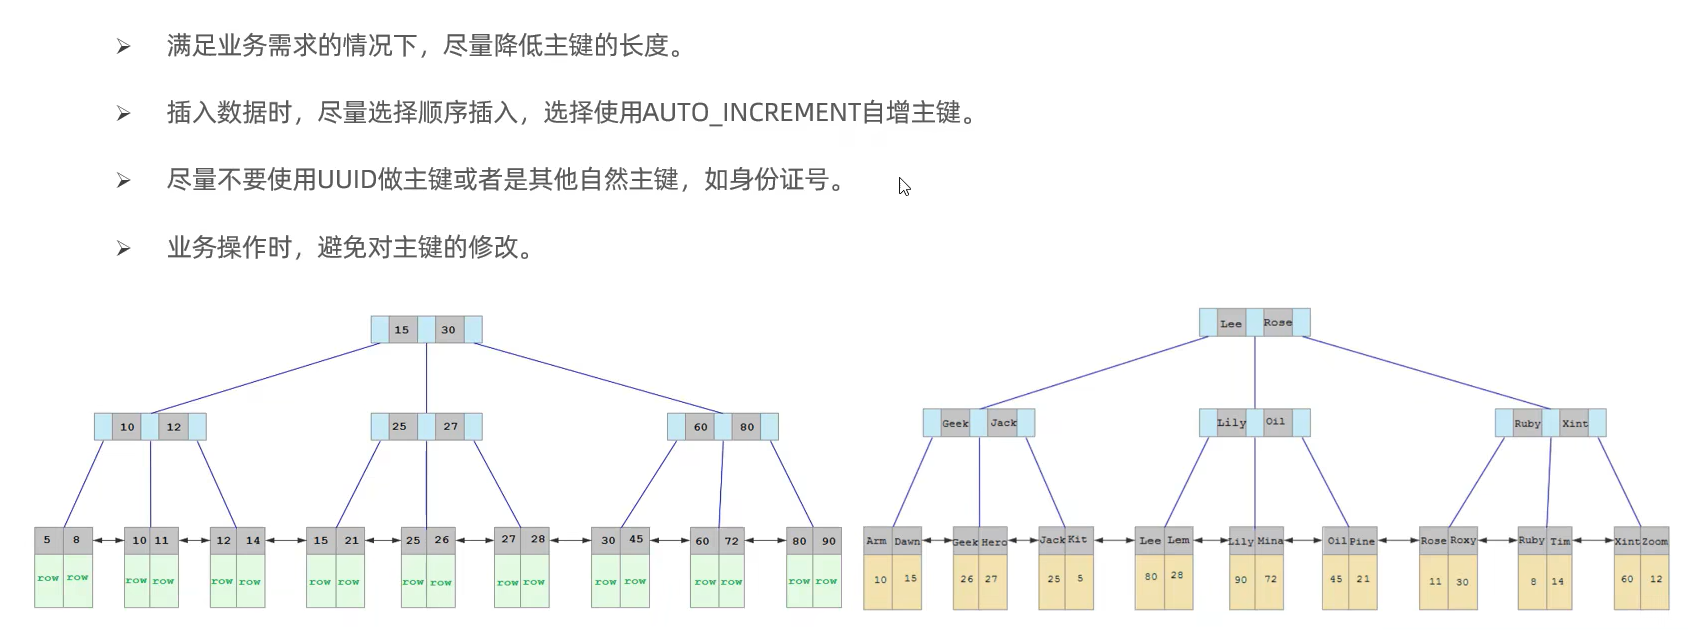 满足业务需求的情况下，尽量降低主键的长度。
插入数据时，尽量选择顺序插入，选择使用AUTO_INCREMENT自增主键。
尽量不要使用UUID做主键或者是其他自然主键，如身份证号。
业务操作时，避免对主键的修改。
15 30
10 12 25 27 60 80
5 8 10 11 12 14 15 21 25 26 27 28 30 45 60 72 80 90
row row row row row row row row row row row row row row row row row row
Lee Rose
Geek Jack Lily Oil Ruby Xint
Arm Dawn Geek Hero Jack Kit Lee Lem Lily Mina Oil Pine Rose Roxy Ruby Tim Xint Zoom
10 15 26 27 25 5 80 28 90 72 45 21 11 30 8 14 60 12